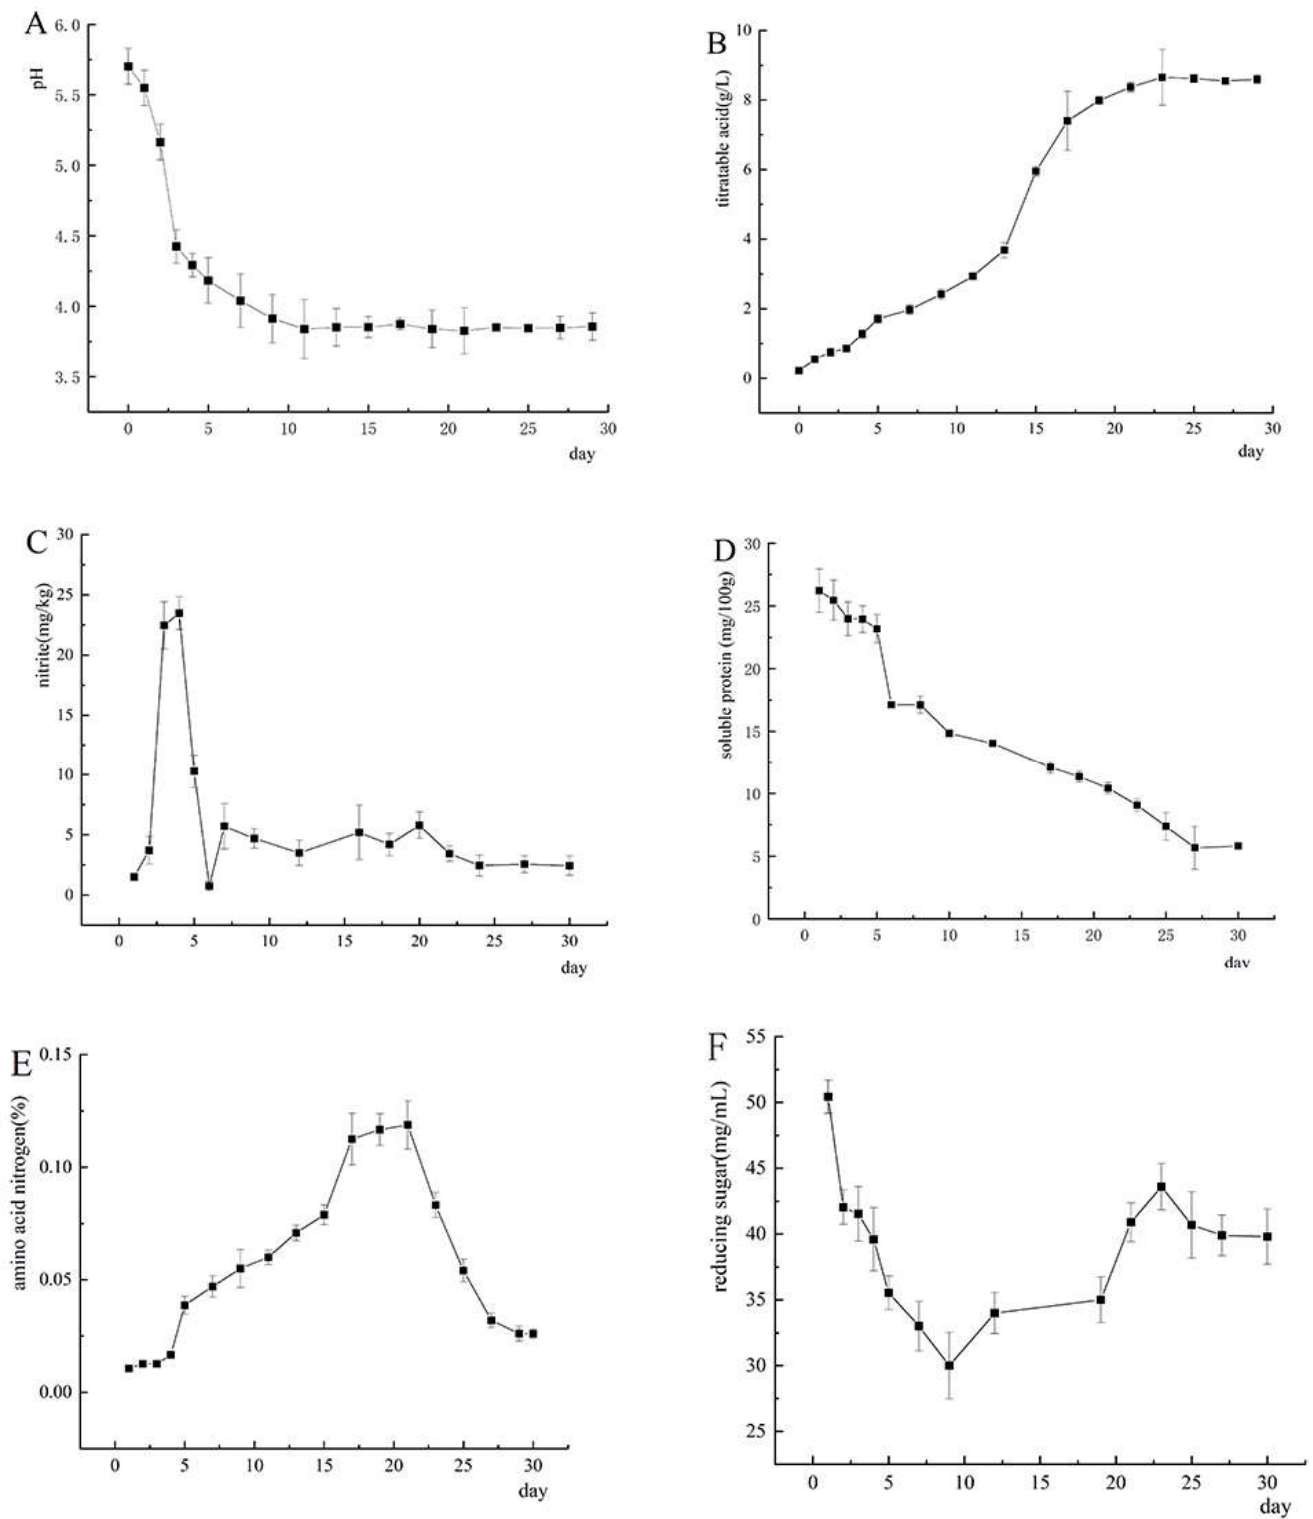 A
pH
6.0
5.5
5.0
4.5
4.0
3.5
0 5 10 15 20 25 30
day
B
titratable acid(g/L)
10
8
6
4
2
0
0 5 10 15 20 25 30
day
C
nitrite(mg/kg)
30
25
20
15
10
5
0
0 5 10 15 20 25 30
day
D
soluble protein (mg/100g)
30
25
20
15
10
5
0
0 5 10 15 20 25 30
day
E
amino acid nitrogen(%)
0.15
0.10
0.05
0.00
0 5 10 15 20 25 30
day
F
reducing sugar(mg/mL)
55
50
45
40
35
30
25
0 5 10 15 20 25 30
day